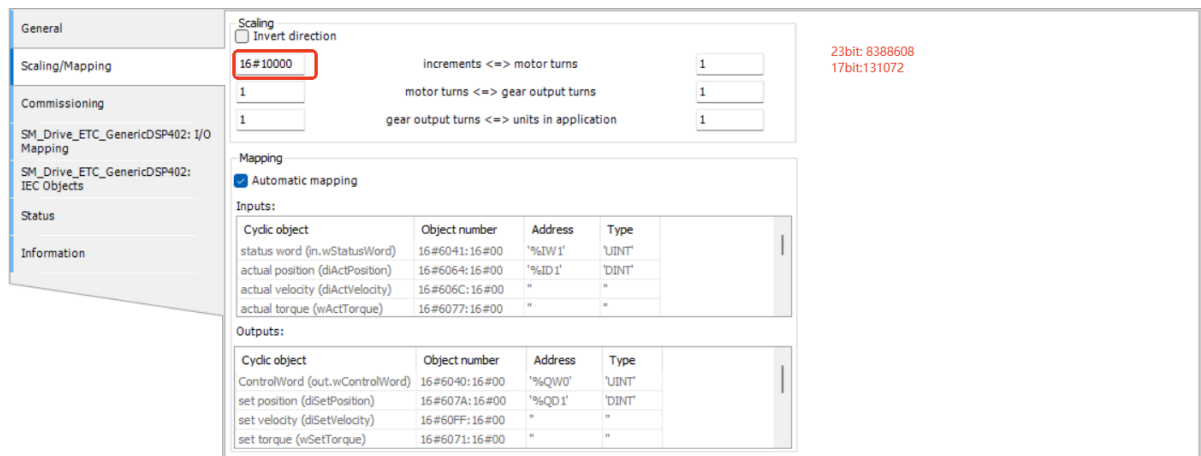 General
Scaling/Mapping
Commissioning
SM_Drive_ETC_GenericDSP402: I/O
Mapping
SM_Drive_ETC_GenericDSP402:
IEC Objects
Status
Information
Scaling
Invert direction
16#10000 increments <=> motor turns 1
1 motor turns <=> gear output turns 1
1 gear output turns <=> units in application 1
23bit: 8388608
17bit:131072
Mapping
Automatic mapping
Inputs:
Cyclic object Object number Address Type
status word (in.wStatusWord) 16#6041:16#00 '%IW1' 'UINT'
actual position (diActPosition) 16#6064:16#00 '%ID1' 'DINT'
actual velocity (diActVelocity) 16#606C:16#00 '' ''
actual torque (wActTorque) 16#6077:16#00 '' ''
Outputs:
Cyclic object Object number Address Type
ControlWord (out.wControlWord) 16#6040:16#00 '%QW0' 'UINT'
set position (diSetPosition) 16#607A:16#00 '%QD1' 'DINT'
set velocity (diSetVelocity) 16#60FF:16#00 '' ''
set torque (wSetTorque) 16#6071:16#00 '' ''